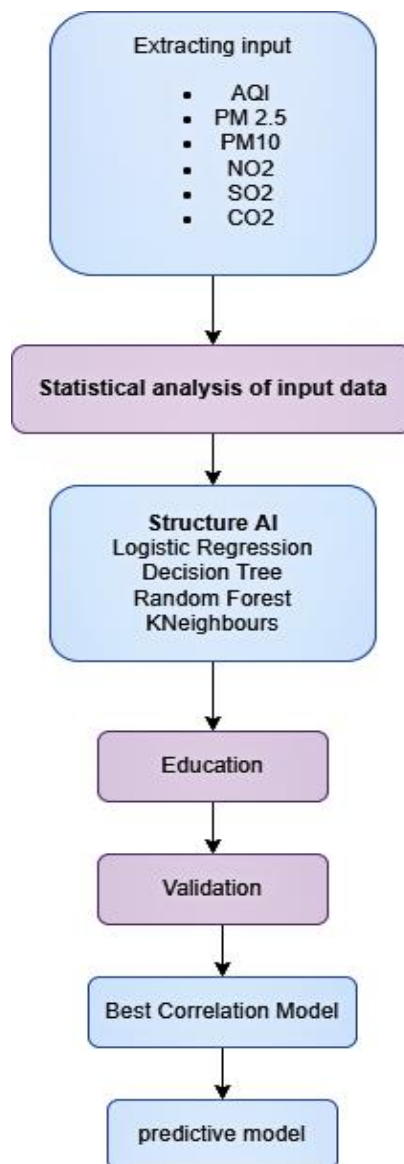 Extracting input
▪ AQI
▪ PM 2.5
▪ PM10
▪ NO2
▪ SO2
▪ CO2
Statistical analysis of input data
Structure AI
Logistic Regression
Decision Tree
Random Forest
KNeighbours
Education
Validation
Best Correlation Model
predictive model